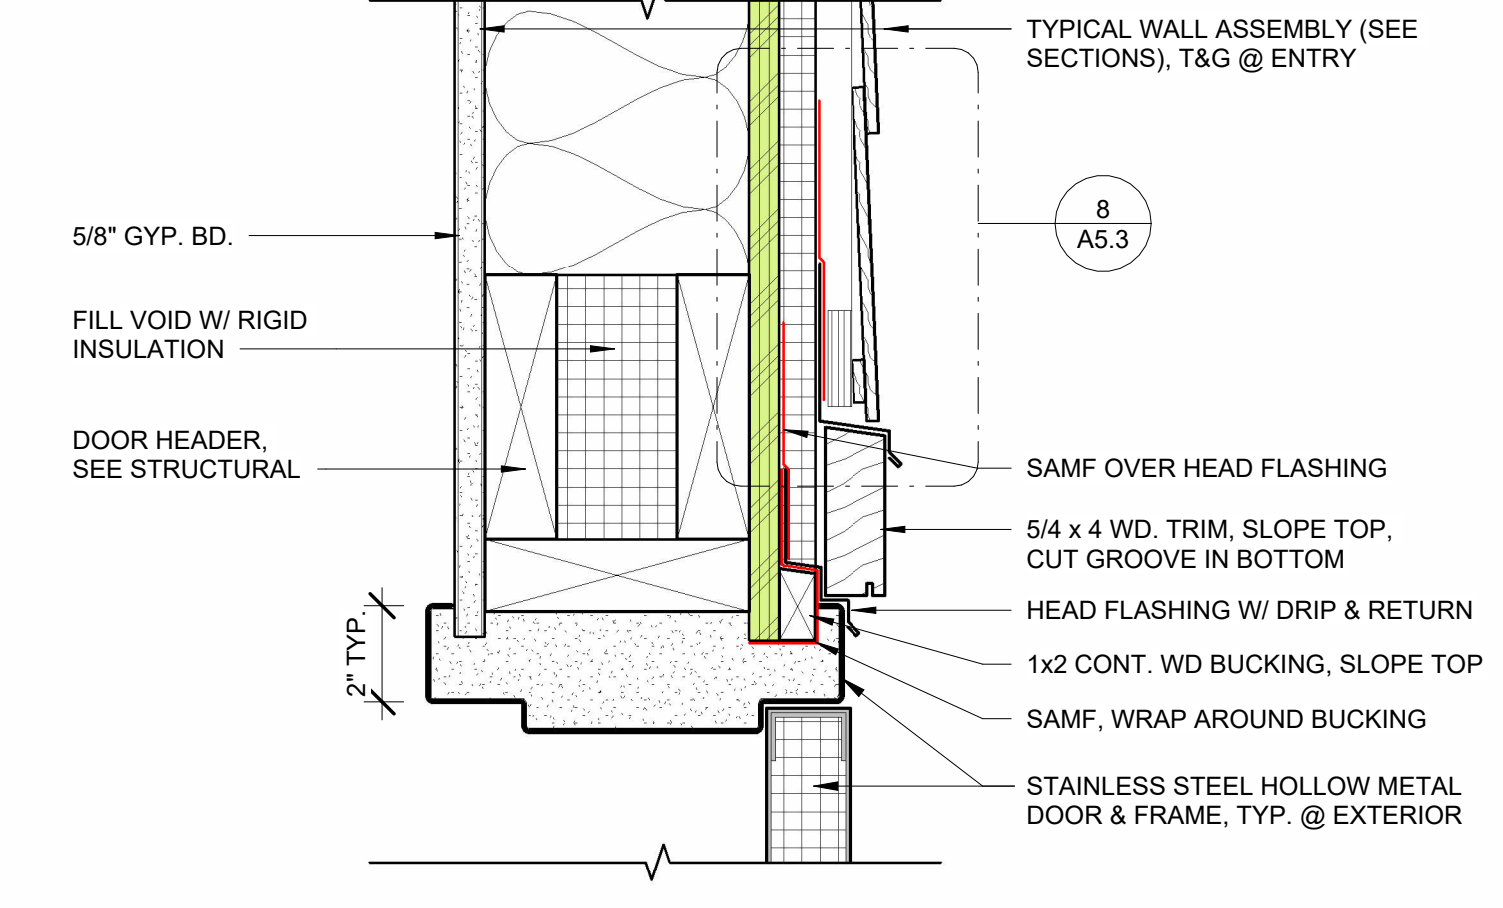 TYPICAL WALL ASSEMBLY (SEE
SECTIONS), T&G @ ENTRY
8
A5.3
5/8" GYP. BD.
FILL VOID W/ RIGID
INSULATION
DOOR HEADER,
SEE STRUCTURAL
SAMF OVER HEAD FLASHING
5/4 x 4 WD. TRIM, SLOPE TOP,
CUT GROOVE IN BOTTOM
HEAD FLASHING W/ DRIP & RETURN
2" TYP.
1x2 CONT. WD BUCKING, SLOPE TOP
SAMF, WRAP AROUND BUCKING
STAINLESS STEEL HOLLOW METAL
DOOR & FRAME, TYP. @ EXTERIOR